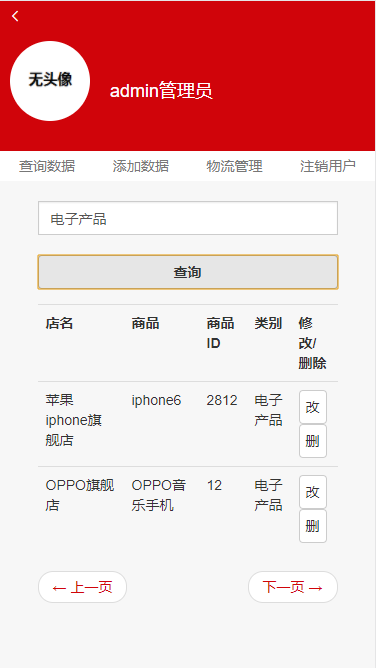 无头像
admin管理员
查询数据 添加数据 物流管理 注销用户
电子产品
查询
店名 商品 商品 类别 修
ID 改/
删除
苹果 iphone6 2812 电子 改
iphone旗 产品
舰店 删
OPPO旗舰 OPPO音 12 电子 改
店 乐手机 产品
删
← 上一页 下一页 →